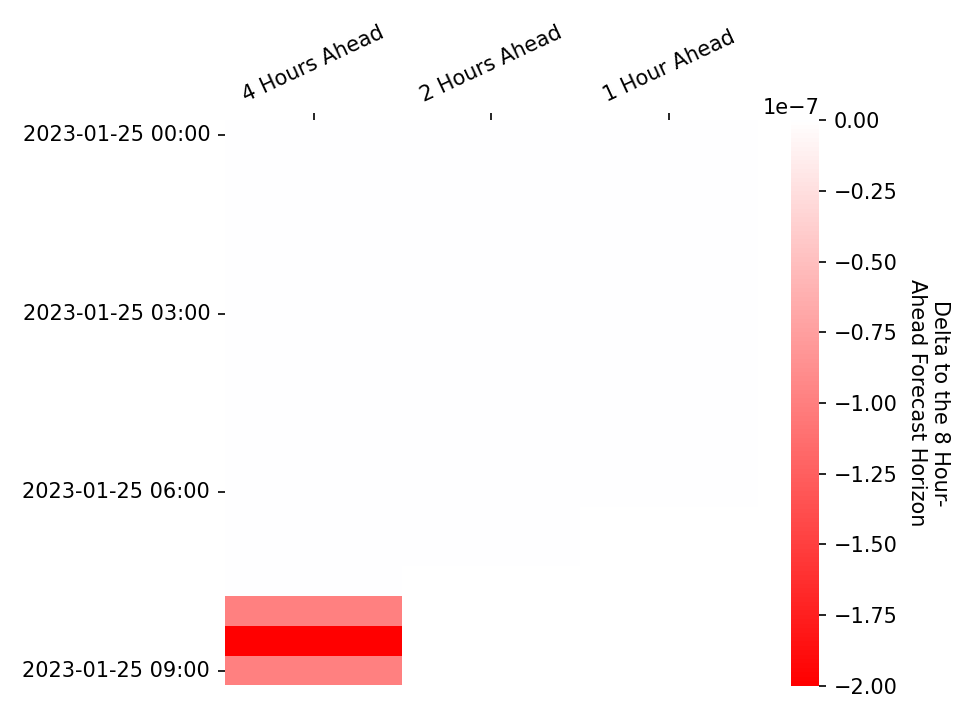 4 Hours Ahead
2 Hours Ahead
1 Hour Ahead
1e−7
2023-01-25 00:00
2023-01-25 03:00
2023-01-25 06:00
2023-01-25 09:00
0.00
−0.25
−0.50
−0.75
−1.00
−1.25
−1.50
−1.75
−2.00
Delta to the 8 Hour-
Ahead Forecast Horizon